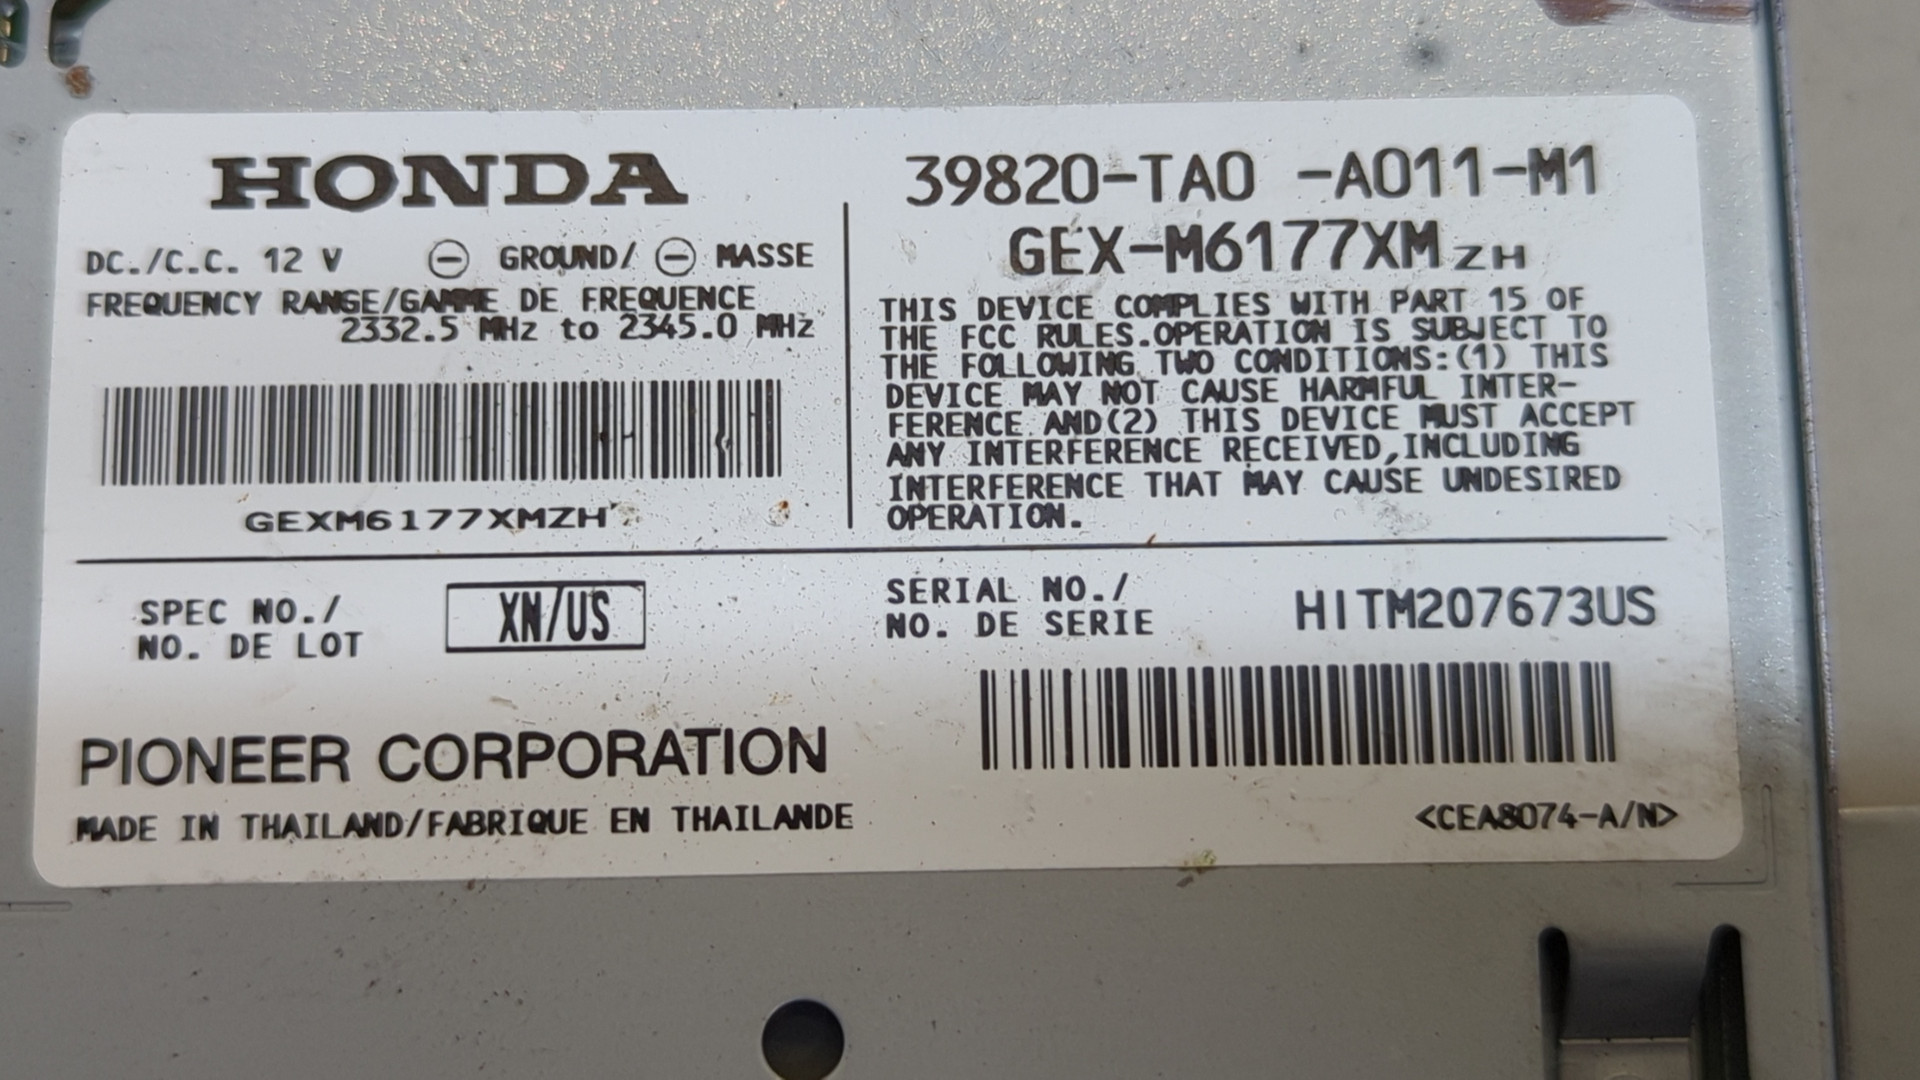 HONDA
DC./C.C. 12 V ⊖ GROUND/ ⊖ MASSE
FREQUENCY RANGE/GAMME DE FREQUENCE
2332.5 MHz to 2345.0 MHz
GEXM6177XMZH
39820-TA0 -A011-M1
GEX-M6177XM ZH
THIS DEVICE COMPLIES WITH PART 15 OF
THE FCC RULES.OPERATION IS SUBJECT TO
THE FOLLOWING TWO CONDITIONS:(1) THIS
DEVICE MAY NOT CAUSE HARMFUL INTER-
FERENCE AND(2) THIS DEVICE MUST ACCEPT
ANY INTERFERENCE RECEIVED,INCLUDING
INTERFERENCE THAT MAY CAUSE UNDESIRED
OPERATION.
SPEC NO./
NO. DE LOT
XN/US
SERIAL NO./
NO. DE SERIE
HITM207673US
PIONEER CORPORATION
MADE IN THAILAND/FABRIQUE EN THAILANDE
<CEA8074-A/N>